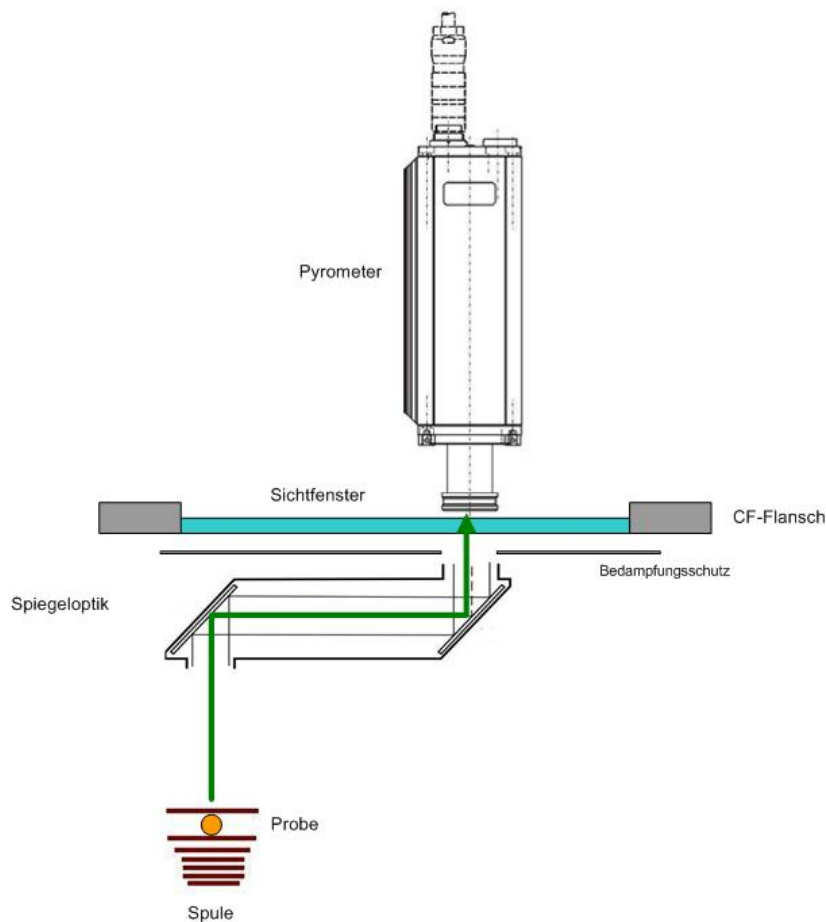 Pyrometer
Sichtfenster
CF-Flansch
Bedampfungsschutz
Spiegeloptik
Probe
Spule